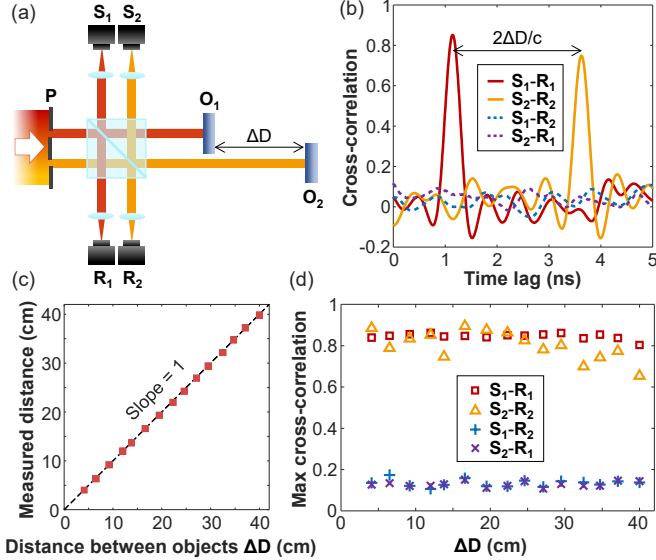 (a)
S1 S2
P
O1
ΔD
O2
R1 R2
(b)
1
0.8
0.6
0.4
0.2
0
-0.2
Cross-correlation
2ΔD/c
S1-R1
S2-R2
S1-R2
S2-R1
0 1 2 3 4 5
Time lag (ns)
(c)
40
30
20
10
0
Measured distance (cm)
Slope = 1
0 10 20 30 40
Distance between objects ΔD (cm)
(d)
1
0.8
0.6
0.4
0.2
0
Max cross-correlation
S1-R1
S2-R2
S1-R2
S2-R1
0 10 20 30 40
ΔD (cm)